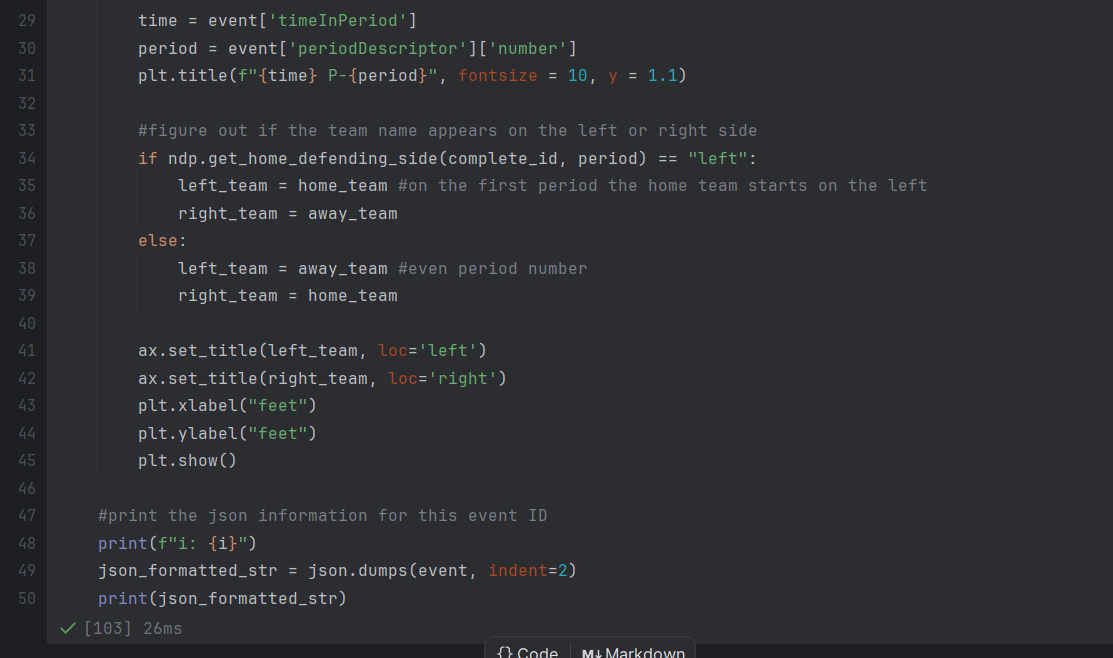 29 time = event['timeInPeriod']
30 period = event['periodDescriptor']['number']
31 plt.title(f"{time} P-{period}", fontsize = 10, y = 1.1)
32
33 #figure out if the team name appears on the left or right side
34 if ndp.get_home_defending_side(complete_id, period) == "left":
35 left_team = home_team #on the first period the home team starts on the left
36 right_team = away_team
37 else:
38 left_team = away_team #even period number
39 right_team = home_team
40
41 ax.set_title(left_team, loc='left')
42 ax.set_title(right_team, loc='right')
43 plt.xlabel("feet")
44 plt.ylabel("feet")
45 plt.show()
46
47 #print the json information for this event ID
48 print(f"i: {i}")
49 json_formatted_str = json.dumps(event, indent=2)
50 print(json_formatted_str)
[103] 26ms
{} Code M↓ Markdown